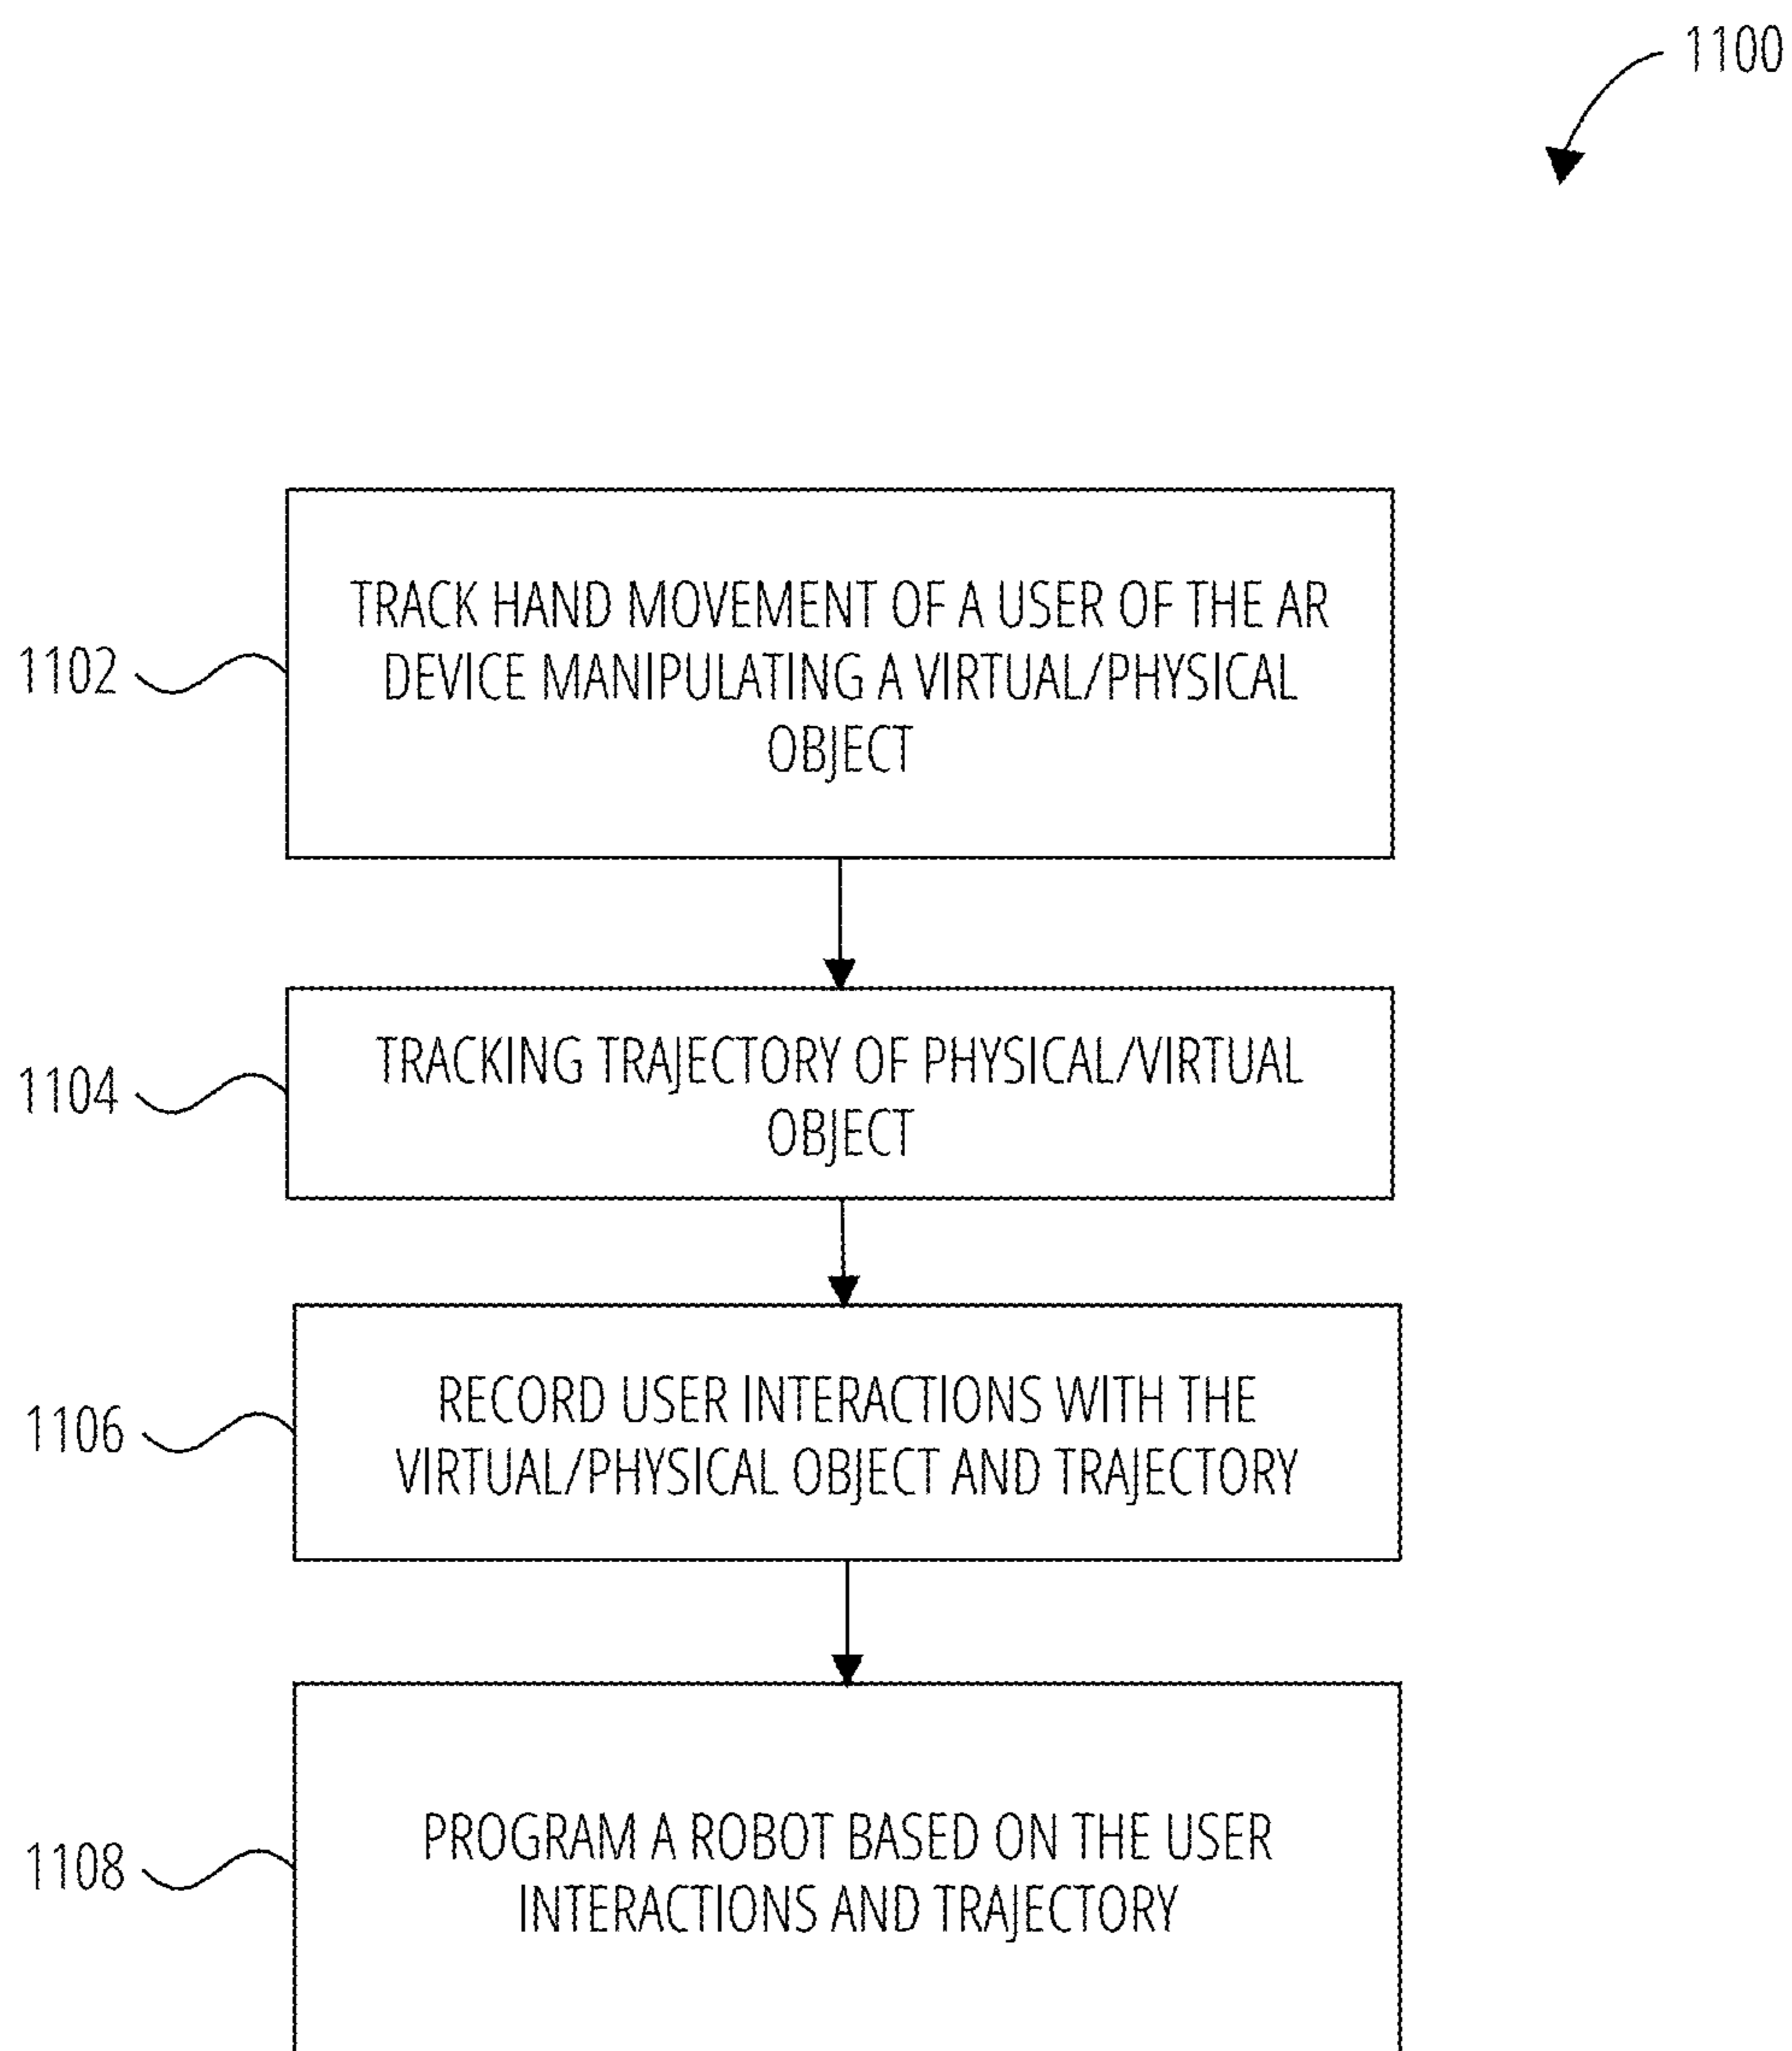 1100
TRACK HAND MOVEMENT OF A USER OF THE AR
DEVICE MANIPULATING A VIRTUAL/PHYSICAL
OBJECT
1102
TRACKING TRAJECTORY OF PHYSICAL/VIRTUAL
OBJECT
1104
RECORD USER INTERACTIONS WITH THE
VIRTUAL/PHYSICAL OBJECT AND TRAJECTORY
1106
PROGRAM A ROBOT BASED ON THE USER
INTERACTIONS AND TRAJECTORY
1108